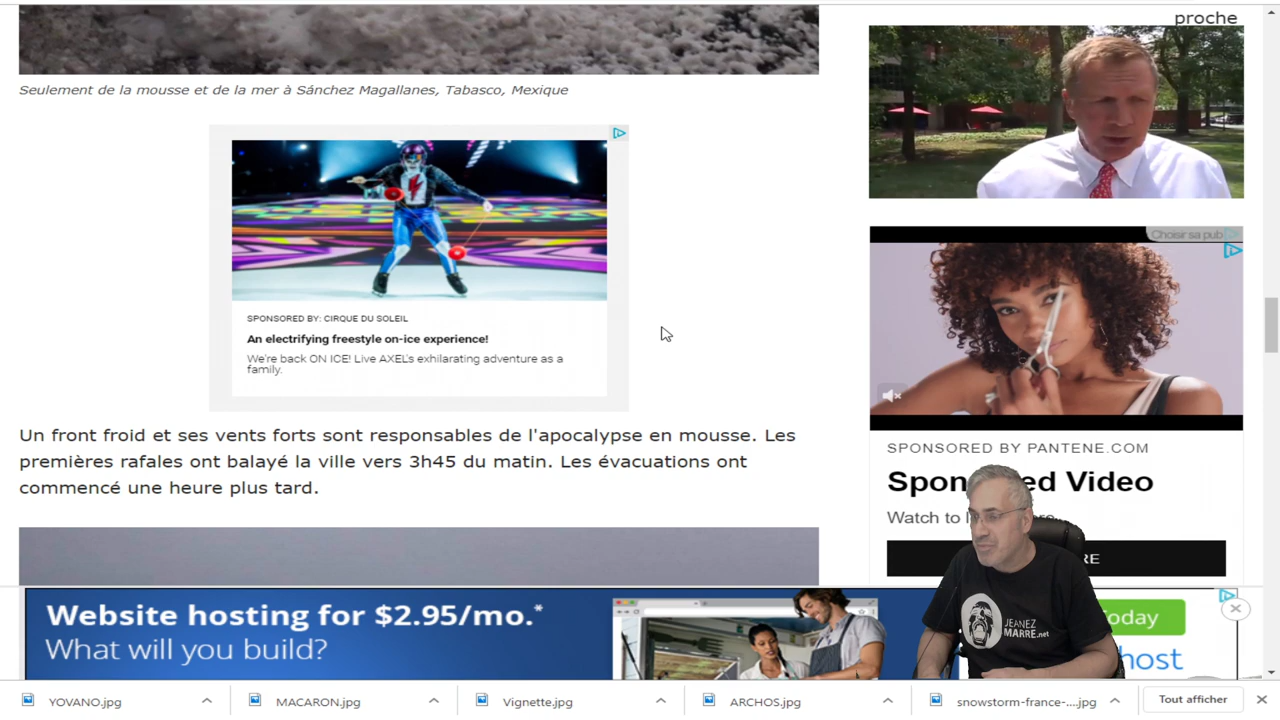 proche
Seulement de la mousse et de la mer à Sánchez Magallanes, Tabasco, Mexique
SPONSORED BY: CIRQUE DU SOLEIL
An electrifying freestyle on-ice experience!
We're back ON ICE! Live AXEL's exhilarating adventure as a
family.
Un front froid et ses vents forts sont responsables de l'apocalypse en mousse. Les
premières rafales ont balayé la ville vers 3h45 du matin. Les évacuations ont
commencé une heure plus tard.
Choisir sa pub
SPONSORED BY PANTENE.COM
Video
Watch to
JEANEZ
MARRE.net
Website hosting for $2.95/mo.*
What will you build?
YOVANO.jpg
MACARON.jpg
Vignette.jpg
ARCHOS.jpg
snowstorm-france-....jpg
Tout afficher